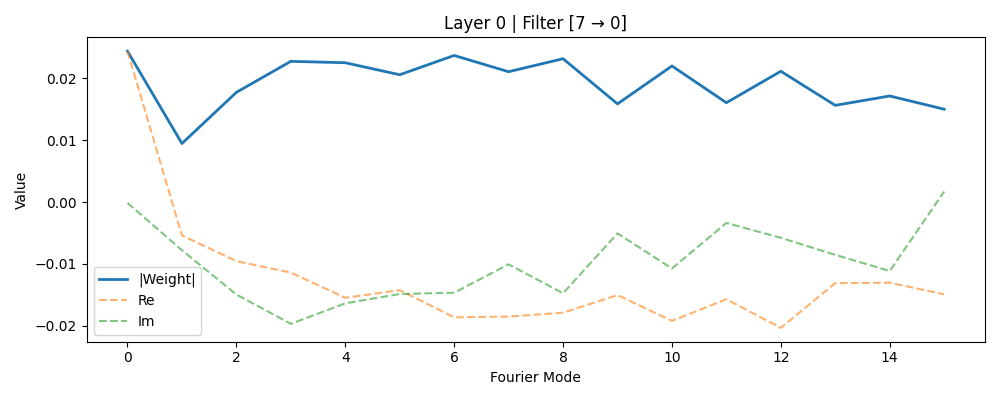 Layer 0 | Filter [7 → 0]
Value
0.02
0.01
0.00
−0.01
−0.02
|Weight|
Re
Im
0 2 4 6 8 10 12 14
Fourier Mode